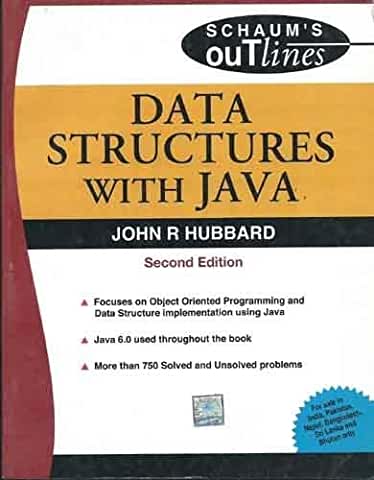 SCHAUM'S
ouTlines
DATA
STRUCTURES
WITH JAVA
JOHN R HUBBARD
Second Edition
Focuses on Object Oriented Programming and
Data Structure implementation using Java
Java 6.0 used throughout the book
More than 750 Solved and Unsolved problems
For sale in
India, Pakistan,
Nepal, Bangladesh,
Sri Lanka and
Bhutan only